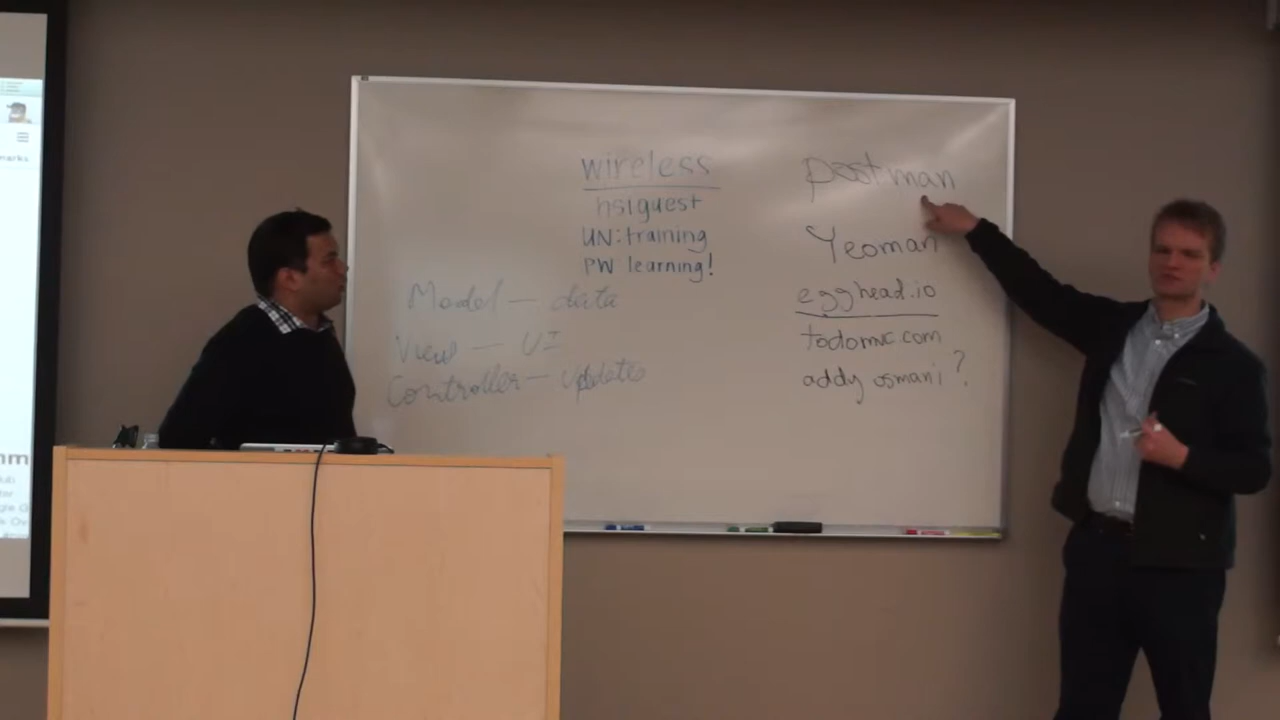 wireless
hsiguest
UN: training
PW: learning!
Model — data
View — UI
Controller — updates
postman
Yeoman
egghead.io
todomvc.com
addy osmani?
marks